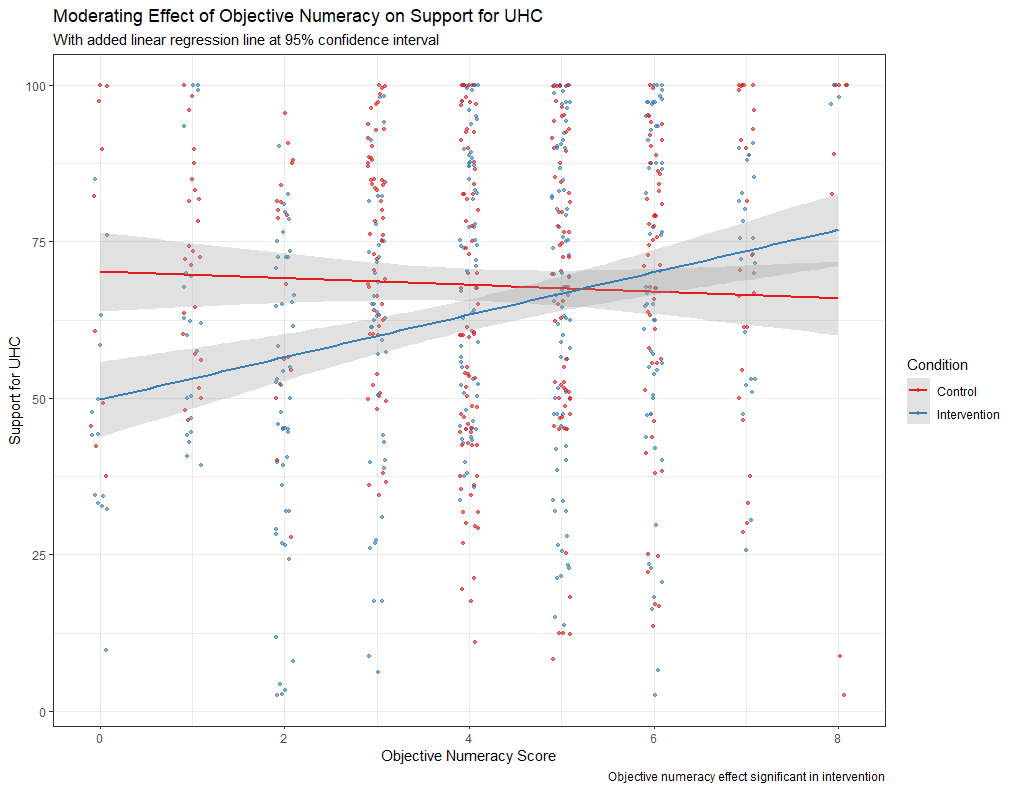 Moderating Effect of Objective Numeracy on Support for UHC
With added linear regression line at 95% confidence interval
100
75
50
25
0
Support for UHC
0 2 4 6 8
Objective Numeracy Score
Condition
Control
Intervention
Objective numeracy effect significant in intervention